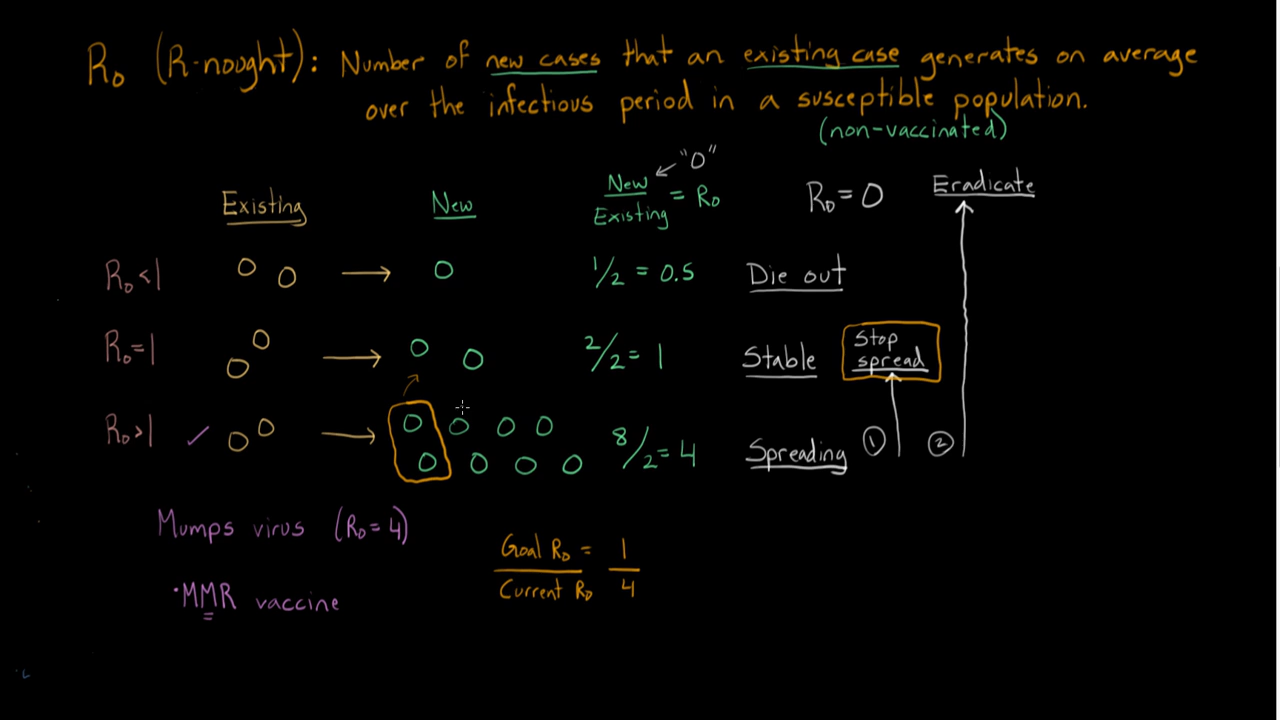 R₀ (R-nought): Number of new cases that an existing case generates on average
over the infectious period in a susceptible population.
(non-vaccinated)
Existing
New
New/Existing = R₀
"0"
R₀=0
Eradicate
R₀<1
1/2 = 0.5
Die out
R₀=1
2/2= 1
Stable
Stop
spread
R₀>1
8/2= 4
Spreading
1
2
Mumps virus (R₀= 4)
Goal R₀ = 1
Current R₀ 4
·MMR vaccine